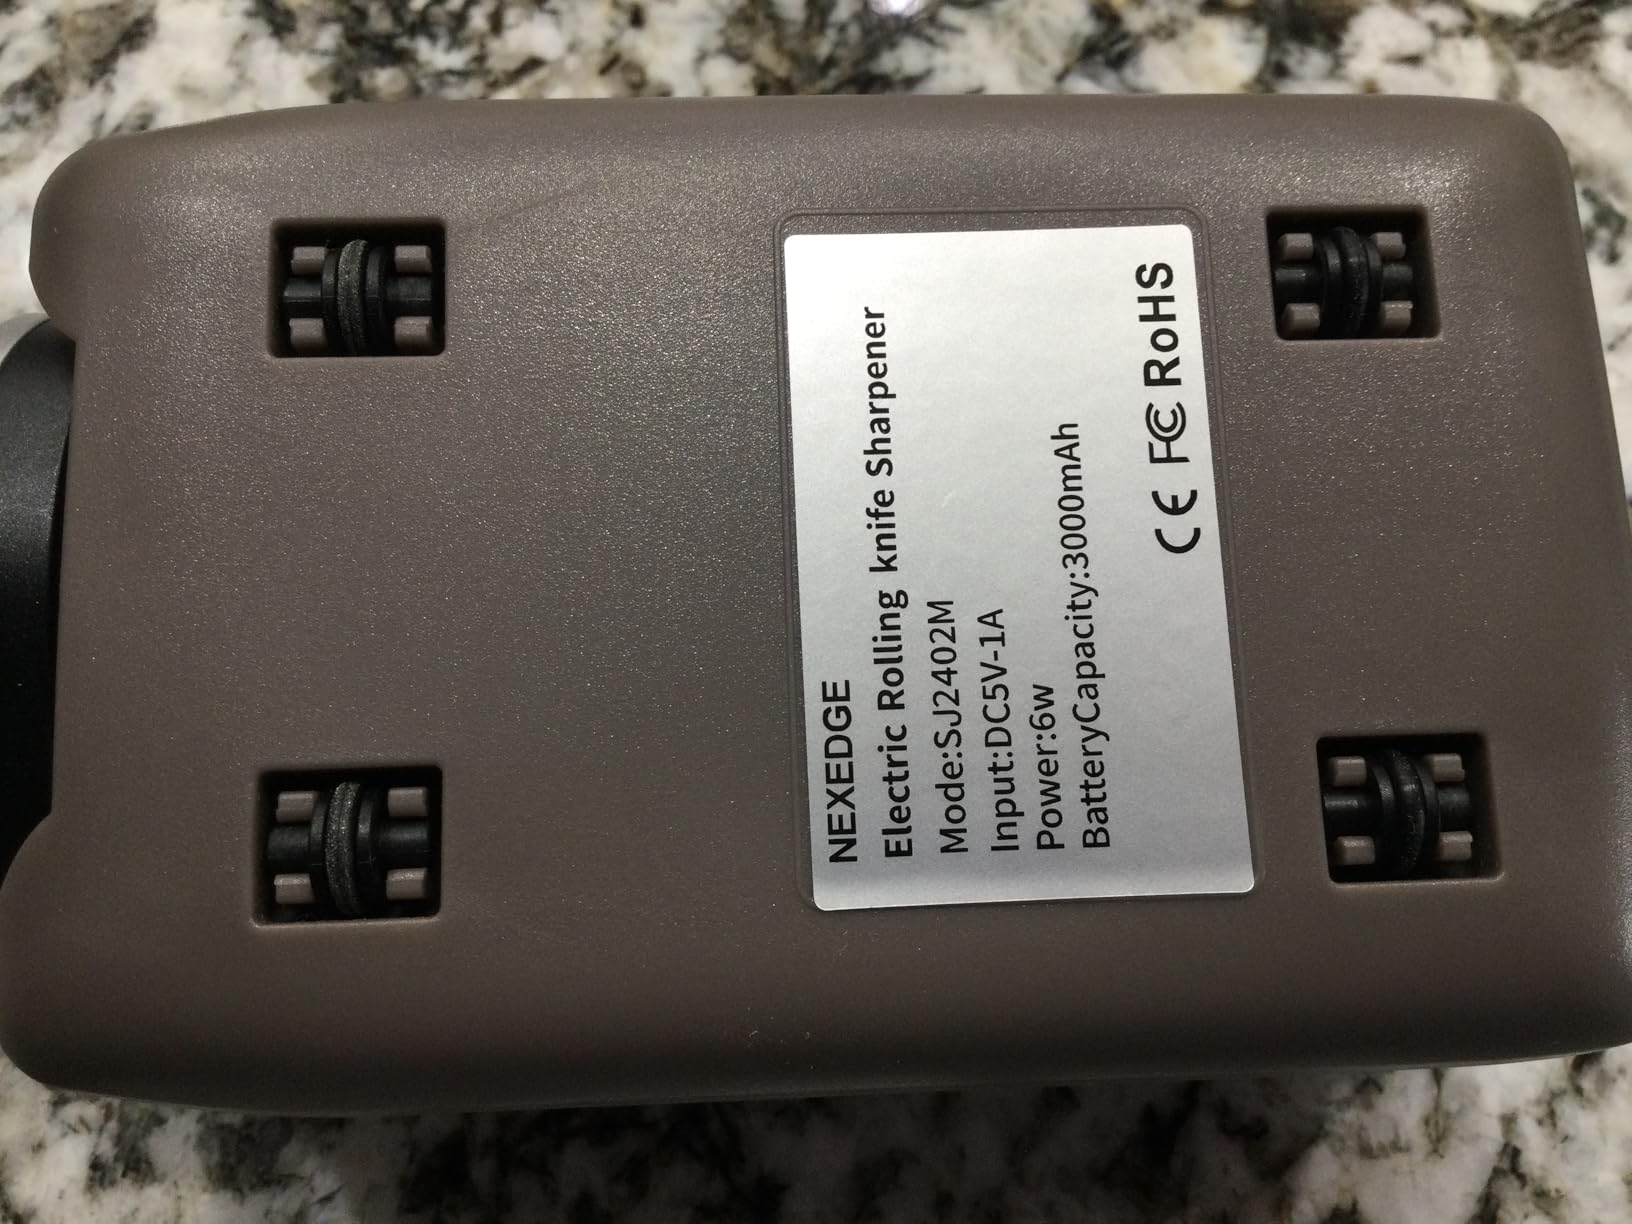 NEXEDGE
Electric Rolling knife Sharpener
Mode:SJ2402M
Input:DC5V-1A
Power:6w
BatteryCapacity:3000mAh
CE FC RoHS